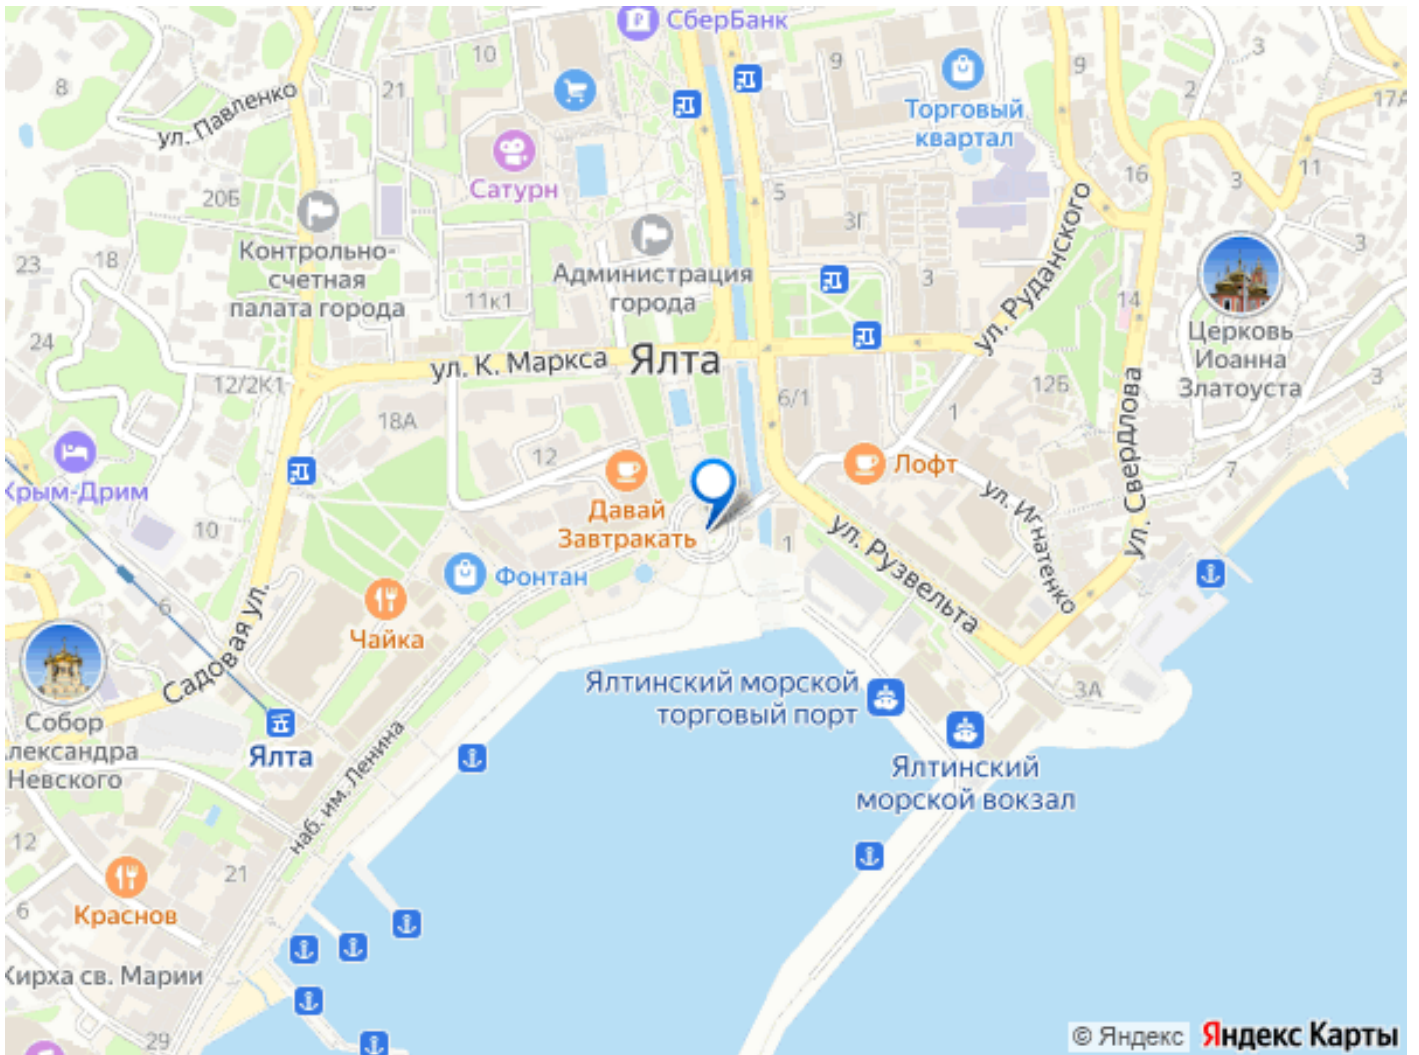 СберБанк
10
9
3
9
8
21
2
17А
Торговый
квартал
ул. Павленко
Сатурн
16
11
3
20Б
5
3Г
Контрольно-
счетная
палата города
3
23
18
Администрация
города
3
11к1
14
ул. Руданского
Церковь
Иоанна
Златоуста
24
ул. К. Маркса
Ялта
12/2К1
12Б
3
6/1
18А
1
12
Лофт
7
Крым-Дрим
Давай
Завтракать
ул. Игнатенко
ул. Свердлова
10
1
ул. Рузвельта
Фонтан
6
Чайка
Садовая ул.
Ялтинский морской
торговый порт
3А
Собор
Александра
Невского
Ялта
наб. им. Ленина
Ялтинский
морской вокзал
12
21
6
Краснов
Кирха св. Марии
29
© Яндекс Яндекс Карты